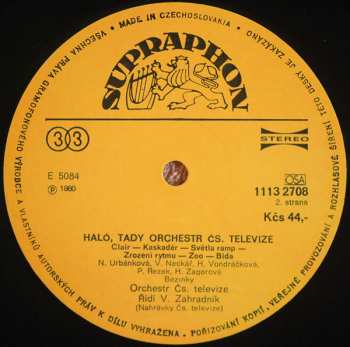 MADE IN CZECHOSLOVAKIA • VŠECHNA PRÁVA GRAMOFONOVÉHO VÝROBCE A VLASTNÍKŮ AUTORSKÝCH PRÁV K DÍLU VYHRAŽENA. POŘIZOVÁNÍ KOPIÍ, VEŘEJNÉ PROVOZOVÁNÍ A ROZHLASOVÉ ŠÍŘENÍ TÉTO DESKY JE ZAKÁZÁNO •
SUPRAPHON
33
STEREO
E 5084
OSA
℗ 1980
1113 2708
2. strana
Kčs 44,-
HALÓ, TADY ORCHESTR ČS. TELEVIZE
Clair — Kaskadér — Světla ramp —
Zrození rytmu — Zoo — Bída
N. Urbánková, V. Neckář, H. Vondráčková,
P. Rezek, H. Zagorová
Bezinky
Orchestr Čs. televize
Řídí V. Zahradník
(Nahrávky Čs. televize)